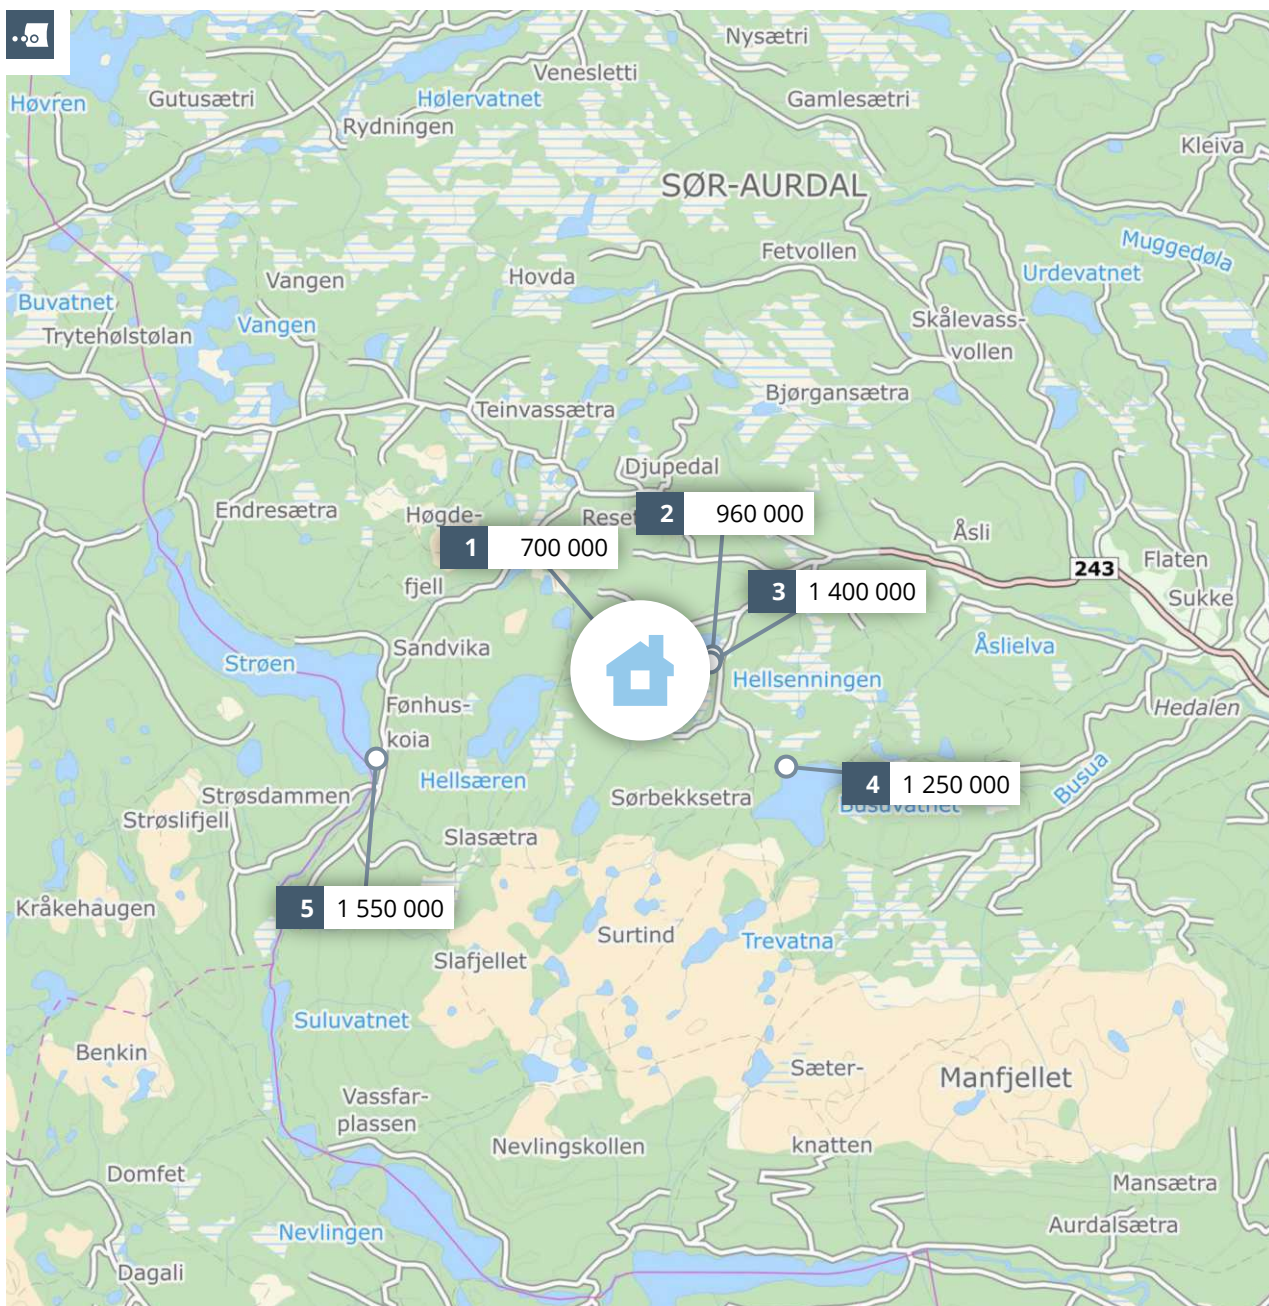 Nysætri
Venesletti
Høvren
Gutusætri
Hølervatnet
Gamlesætri
Rydningen
Kleiva
SØR-AURDAL
Fetvollen
Muggedøla
Vangen
Hovda
Urdevatnet
Buvatnet
Trytehølstølan
Vangen
Skålevass-
vollen
Bjørgansætra
Teinvassætra
Djupedal
Endresætra
Høgde-
fjell
Reset
2 960 000
1 700 000
Åsli
243
Flaten
3 1 400 000
Sukke
Sandvika
Strøen
Åslielva
Hellsenningen
Fønhus-
koia
Hedalen
Hellsæren
Busua
4 1 250 000
Busuvatnet
Strøsdammen
Sørbekksetra
Strøslifjell
Slasætra
5 1 550 000
Kråkehaugen
Surtind
Trevatna
Slafjellet
Suluvatnet
Benkin
Sæter-
knatten
Manfjellet
Vassfar-
plassen
Nevlingskollen
Domfet
Mansætra
Nevlingen
Aurdalsætra
Dagali